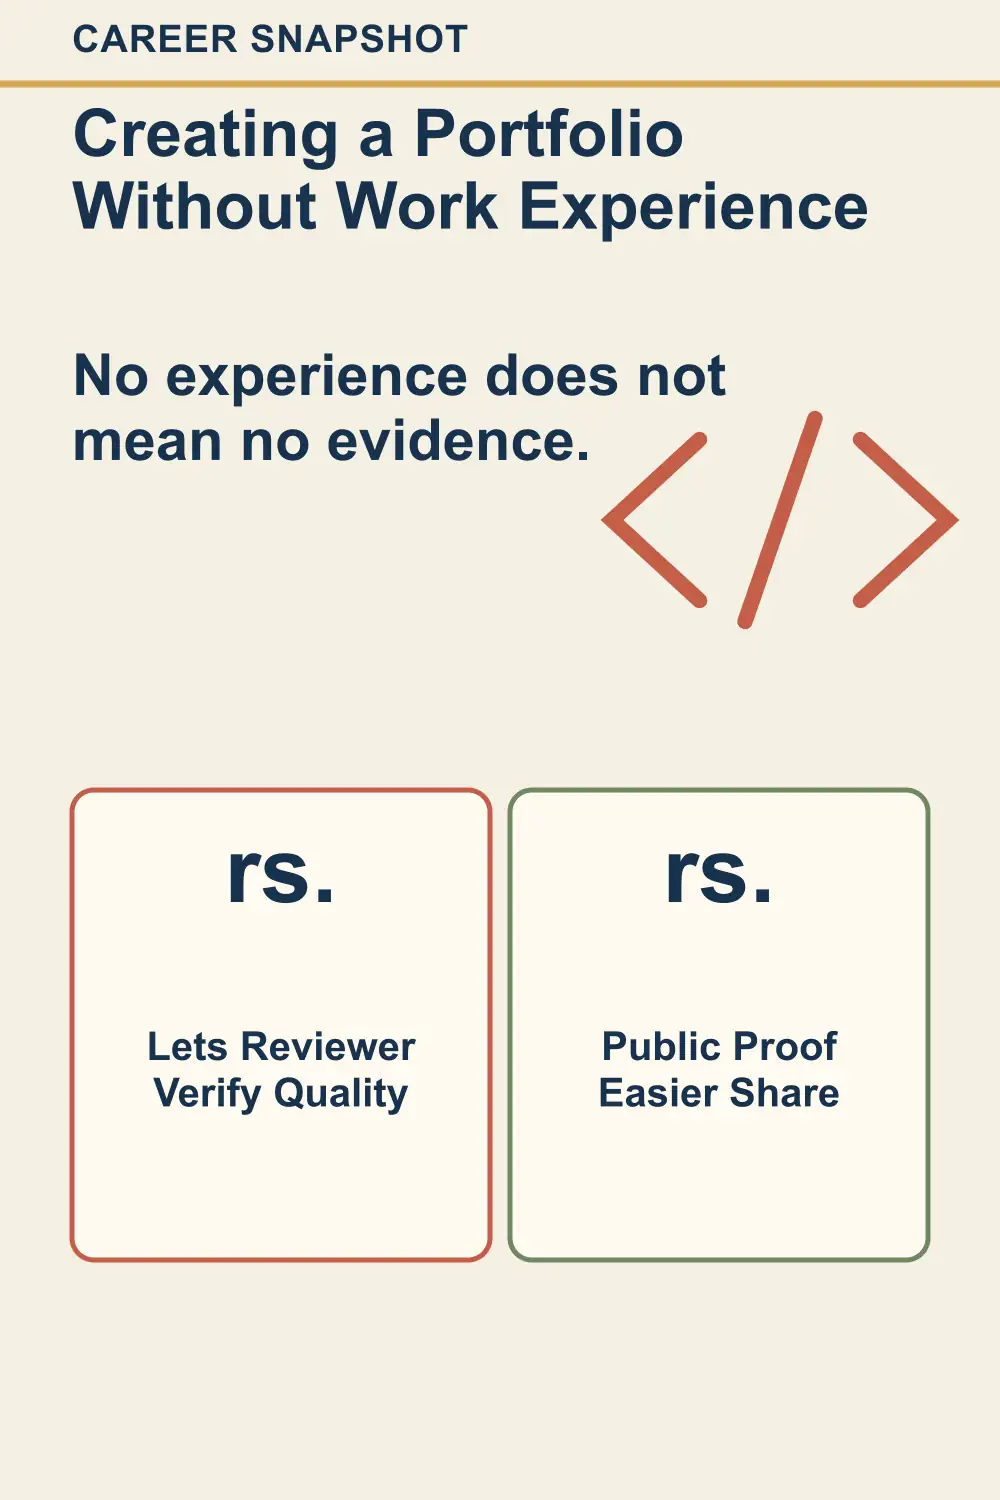 CAREER SNAPSHOT
Creating a Portfolio
Without Work Experience
No experience does not
mean no evidence.
</>
rs.
Lets Reviewer
Verify Quality
rs.
Public Proof
Easier Share